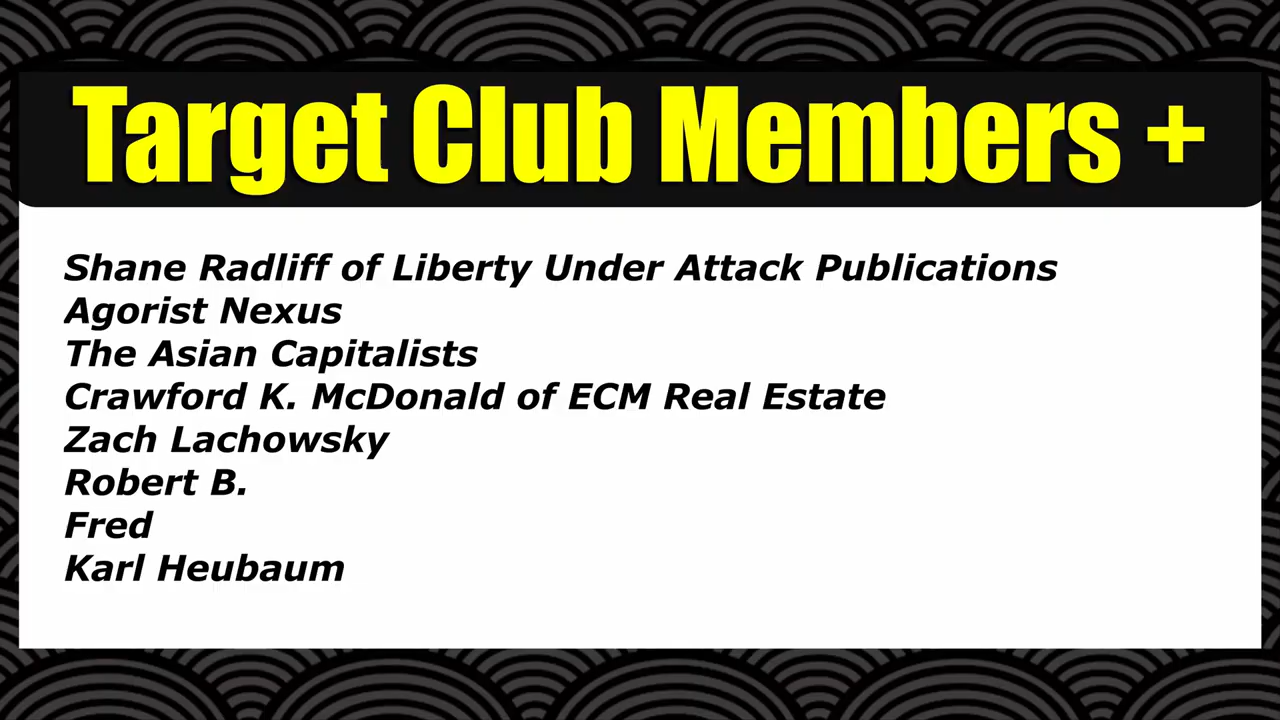 Target Club Members +
Shane Radliff of Liberty Under Attack Publications
Agorist Nexus
The Asian Capitalists
Crawford K. McDonald of ECM Real Estate
Zach Lachowsky
Robert B.
Fred
Karl Heubaum